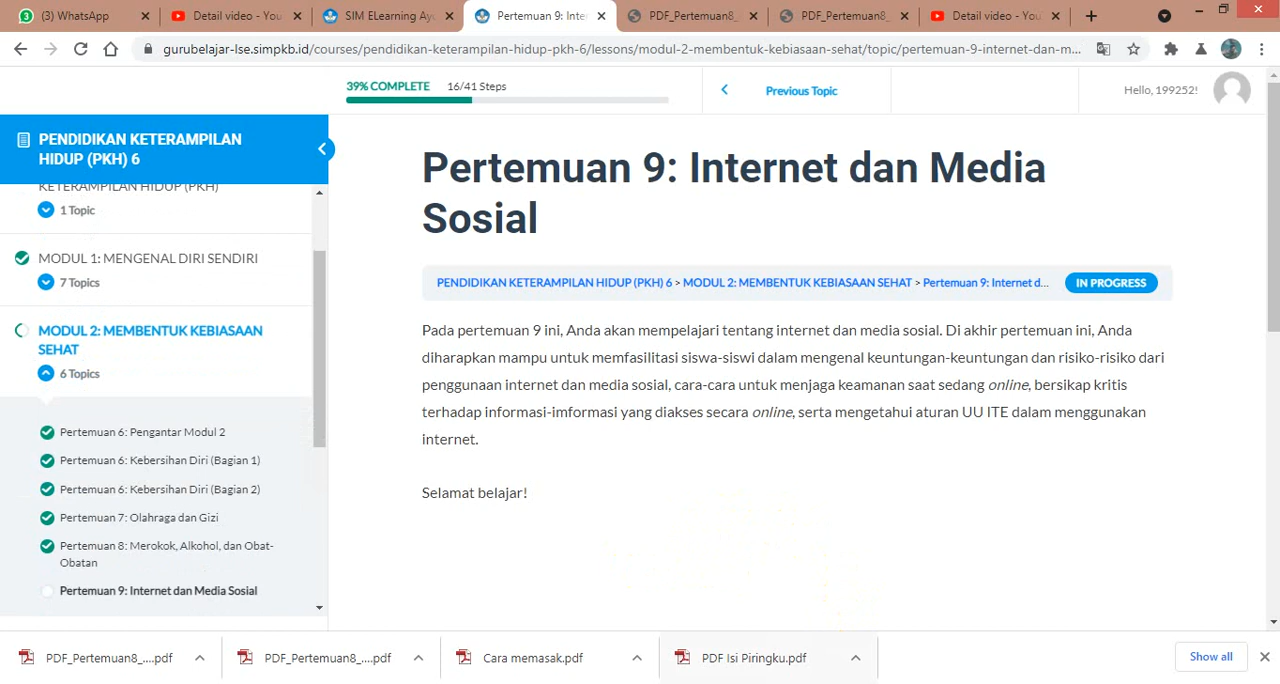 (3) WhatsApp
Detail video - You
SIM ELearning Aya
Pertemuan 9: Inte
PDF_Pertemuan8_
PDF_Pertemuan8_
Detail video - You
gurubelajar-lse.simpkb.id/courses/pendidikan-keterampilan-hidup-pkh-6/lessons/modul-2-membentuk-kebiasaan-sehat/topic/pertemuan-9-internet-dan-m...
39% COMPLETE 16/41 Steps
Previous Topic
Hello, 199252!
PENDIDIKAN KETERAMPILAN
HIDUP (PKH) 6
KETERAMPILAN HIDUP (PKH)
1 Topic
MODUL 1: MENGENAL DIRI SENDIRI
7 Topics
MODUL 2: MEMBENTUK KEBIASAAN
SEHAT
6 Topics
Pertemuan 6: Pengantar Modul 2
Pertemuan 6: Kebersihan Diri (Bagian 1)
Pertemuan 6: Kebersihan Diri (Bagian 2)
Pertemuan 7: Olahraga dan Gizi
Pertemuan 8: Merokok, Alkohol, dan Obat-
Obatan
Pertemuan 9: Internet dan Media Sosial
Pertemuan 9: Internet dan Media
Sosial
PENDIDIKAN KETERAMPILAN HIDUP (PKH) 6 > MODUL 2: MEMBENTUK KEBIASAAN SEHAT > Pertemuan 9: Internet d... IN PROGRESS
Pada pertemuan 9 ini, Anda akan mempelajari tentang internet dan media sosial. Di akhir pertemuan ini, Anda
diharapkan mampu untuk memfasilitasi siswa-siswi dalam mengenal keuntungan-keuntungan dan risiko-risiko dari
penggunaan internet dan media sosial, cara-cara untuk menjaga keamanan saat sedang online, bersikap kritis
terhadap informasi-imformasi yang diakses secara online, serta mengetahui aturan UU ITE dalam menggunakan
internet.
Selamat belajar!
PDF_Pertemuan8_....pdf
PDF_Pertemuan8_....pdf
Cara memasak.pdf
PDF Isi Piringku.pdf
Show all